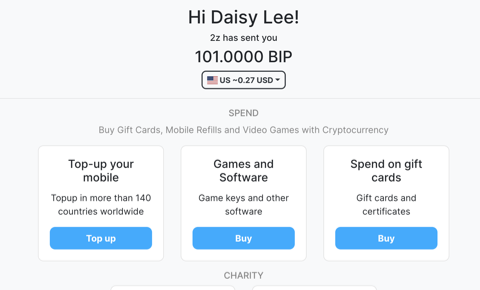 Hi Daisy Lee!
2z has sent you
101.0000 BIP
US ~0.27 USD
SPEND
Buy Gift Cards, Mobile Refills and Video Games with Cryptocurrency
Top-up your
mobile
Topup in more than 140
countries worldwide
Top up
Games and
Software
Game keys and other
software
Buy
Spend on gift
cards
Gift cards and
certificates
Buy
CHARITY